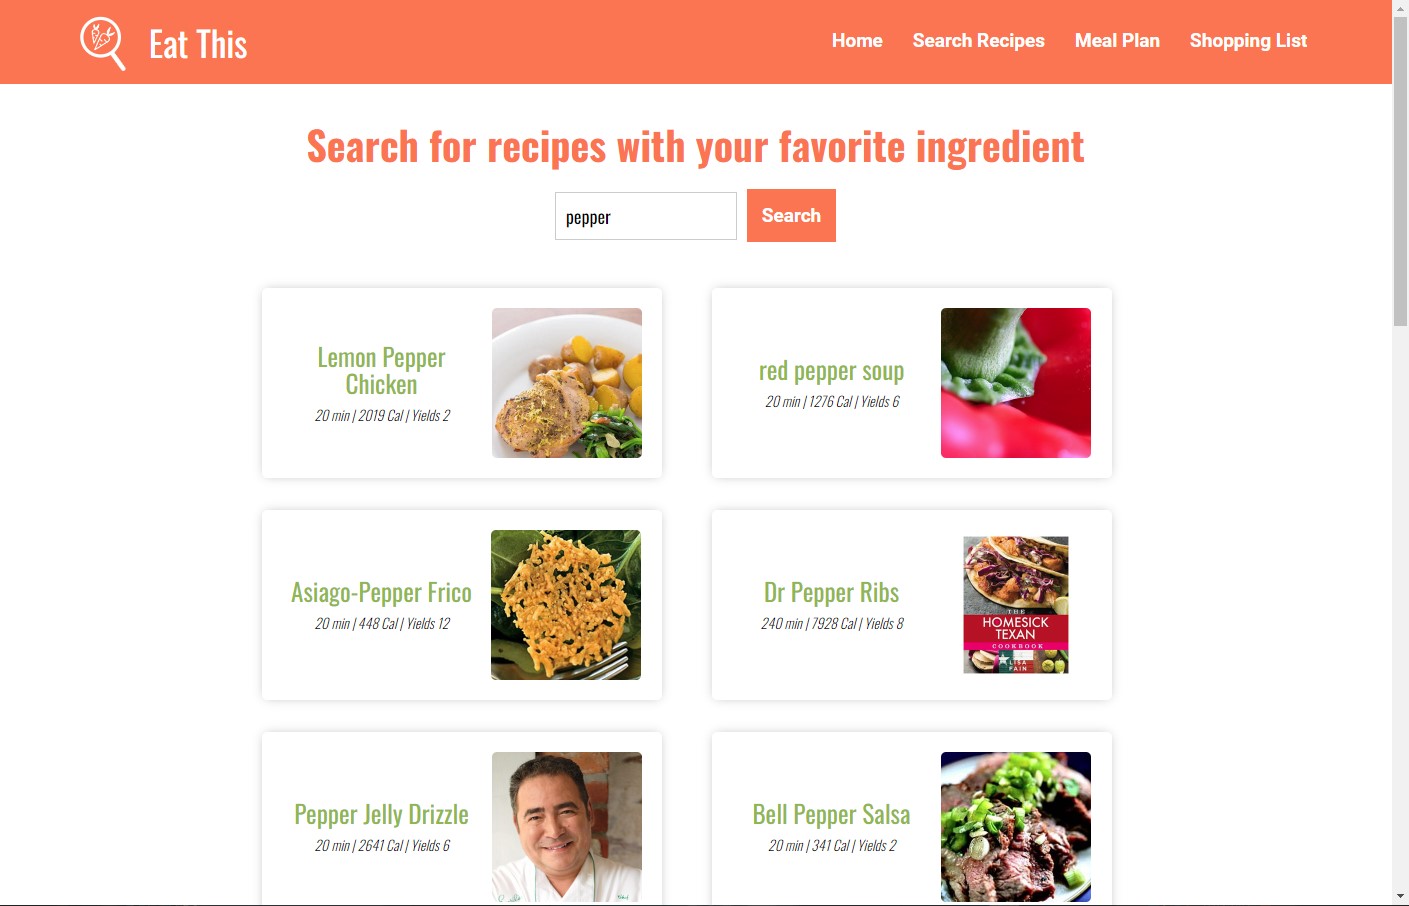 Eat This
Home
Search Recipes
Meal Plan
Shopping List
Search for recipes with your favorite ingredient
pepper
Search
Lemon Pepper
Chicken
20 min | 2019 Cal | Yields 2
red pepper soup
20 min | 1276 Cal | Yields 6
Asiago-Pepper Frico
20 min | 448 Cal | Yields 12
Dr Pepper Ribs
240 min | 7928 Cal | Yields 8
THE
HOMESICK
TEXAN
COOKBOOK
LISA
FAIN
Pepper Jelly Drizzle
20 min | 2641 Cal | Yields 6
Bell Pepper Salsa
20 min | 341 Cal | Yields 2